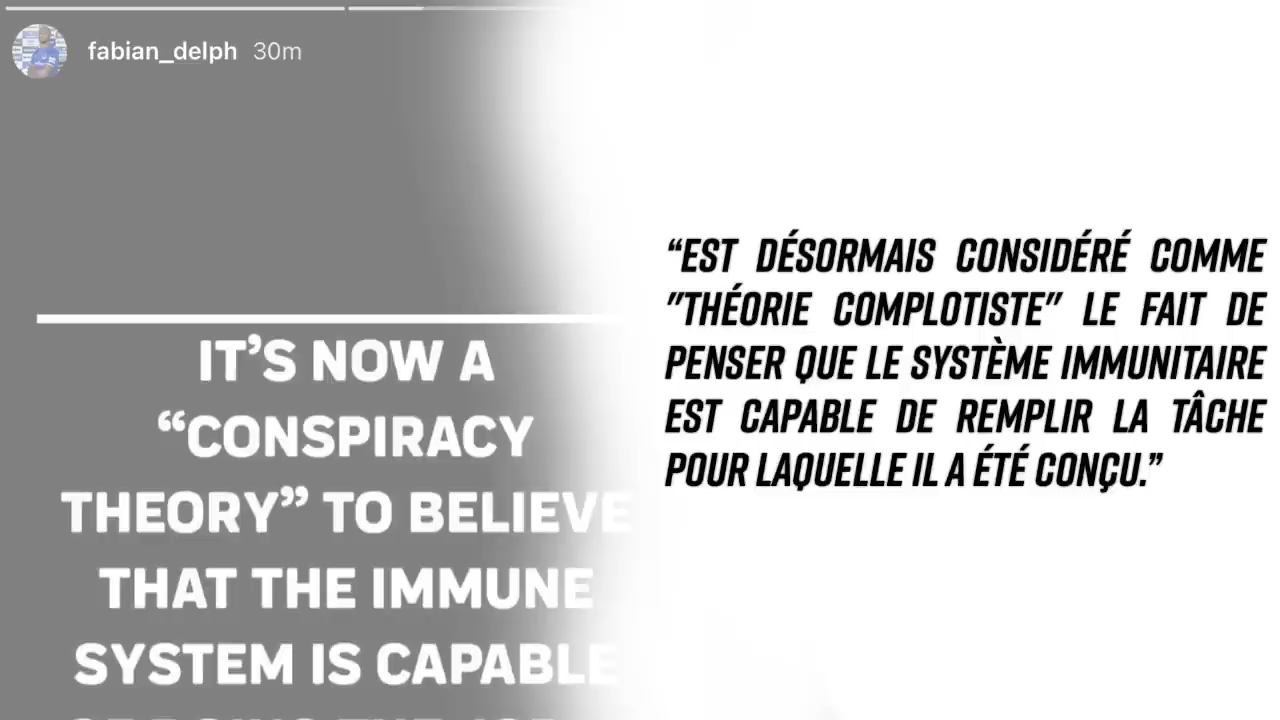 fabian_delph 30m
IT’S NOW A
“CONSPIRACY
THEORY” TO BELIEVE
THAT THE IMMUNE
SYSTEM IS CAPABLE
“EST DÉSORMAIS CONSIDÉRÉ COMME
"THÉORIE COMPLOTISTE" LE FAIT DE
PENSER QUE LE SYSTÈME IMMUNITAIRE
EST CAPABLE DE REMPLIR LA TÂCHE
POUR LAQUELLE IL A ÉTÉ CONÇU.”